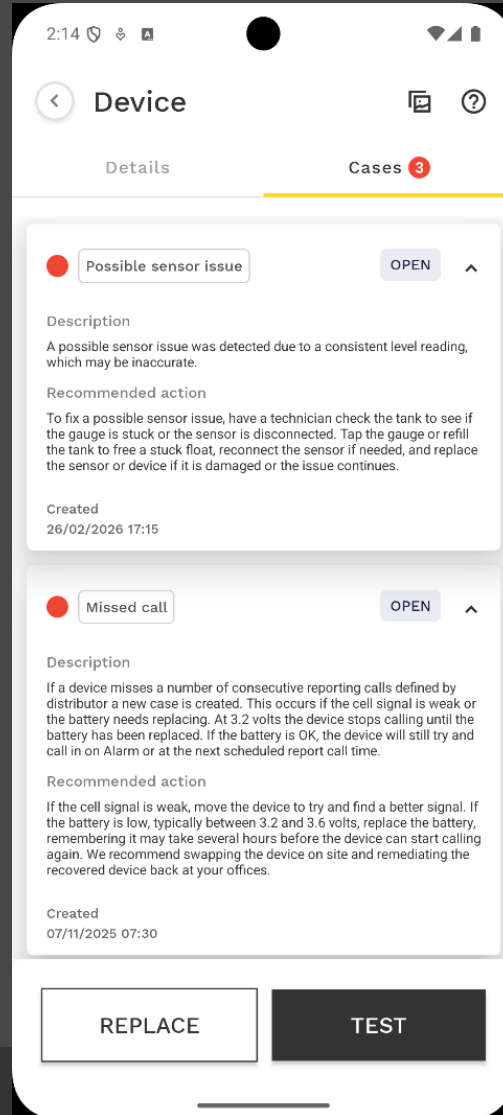 2:14
Device
Details
Cases 3
Possible sensor issue
OPEN
Description
A possible sensor issue was detected due to a consistent level reading,
which may be inaccurate.
Recommended action
To fix a possible sensor issue, have a technician check the tank to see if
the gauge is stuck or the sensor is disconnected. Tap the gauge or refill
the tank to free a stuck float, reconnect the sensor if needed, and replace
the sensor or device if it is damaged or the issue continues.
Created
26/02/2026 17:15
Missed call
OPEN
Description
If a device misses a number of consecutive reporting calls defined by
distributor a new case is created. This occurs if the cell signal is weak or
the battery needs replacing. At 3.2 volts the device stops calling until the
battery has been replaced. If the battery is OK, the device will still try and
call in on Alarm or at the next scheduled report call time.
Recommended action
If the cell signal is weak, move the device to try and find a better signal. If
the battery is low, typically between 3.2 and 3.6 volts, replace the battery,
remembering it may take several hours before the device can start calling
again. We recommend swapping the device on site and remediating the
recovered device back at your offices.
Created
07/11/2025 07:30
REPLACE
TEST